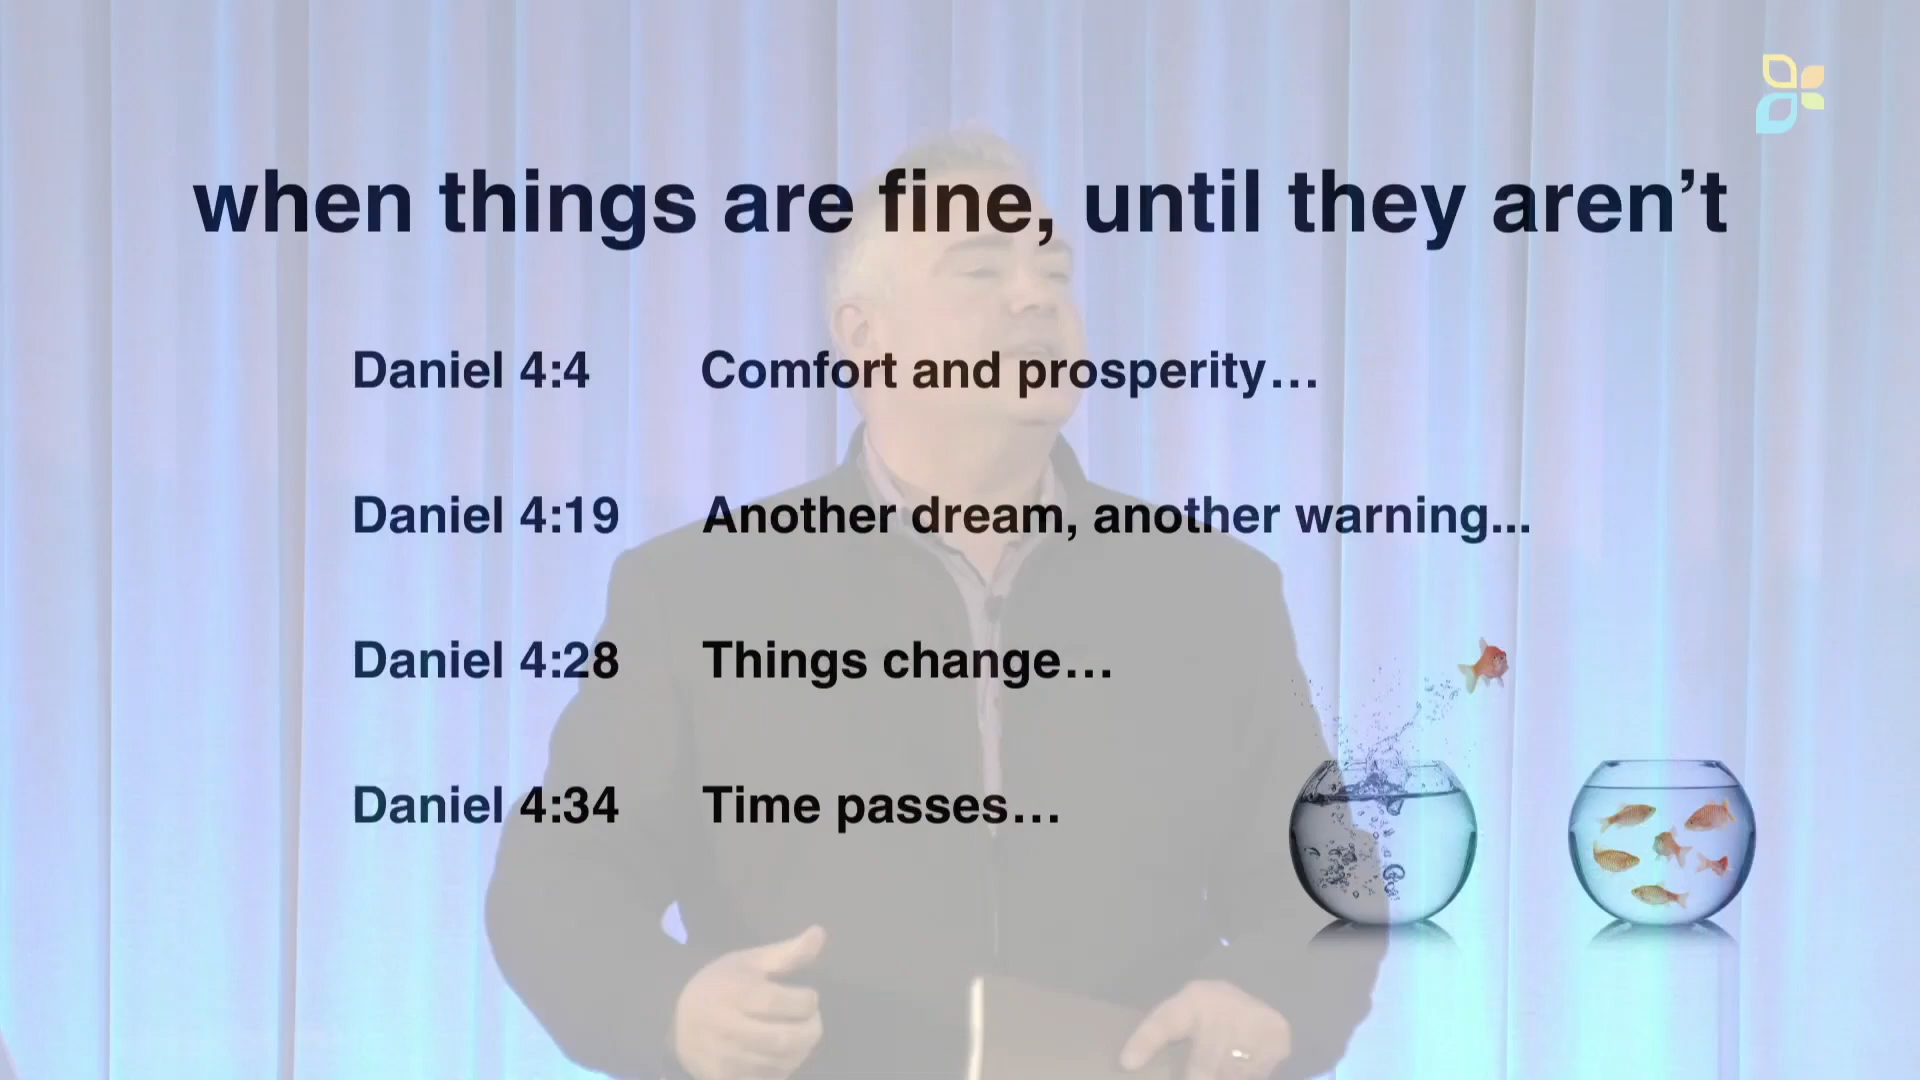 when things are fine, until they aren’t
Daniel 4:4 Comfort and prosperity…
Daniel 4:19 Another dream, another warning...
Daniel 4:28 Things change…
Daniel 4:34 Time passes…